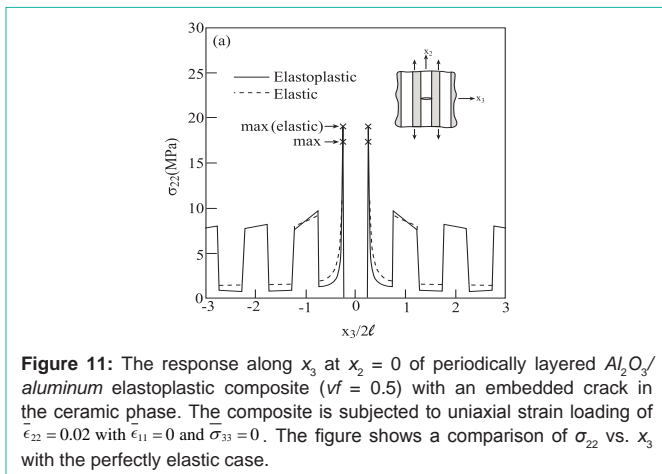 (a)
30
25
20
15
10
5
0
σ22(MPa)
Elastoplastic
Elastic
max (elastic)
max
x2
x3
-3 -2 -1 0 1 2 3
x3/2ℓ
Figure 11: The response along x3 at x2 = 0 of periodically layered Al2O3/
aluminum elastoplastic composite (vf = 0.5) with an embedded crack in
the ceramic phase. The composite is subjected to uniaxial strain loading of
ϵ̄22 = 0.02 with ϵ̄11 = 0 and σ̄33 = 0. The figure shows a comparison of σ22 vs. x3
with the perfectly elastic case.